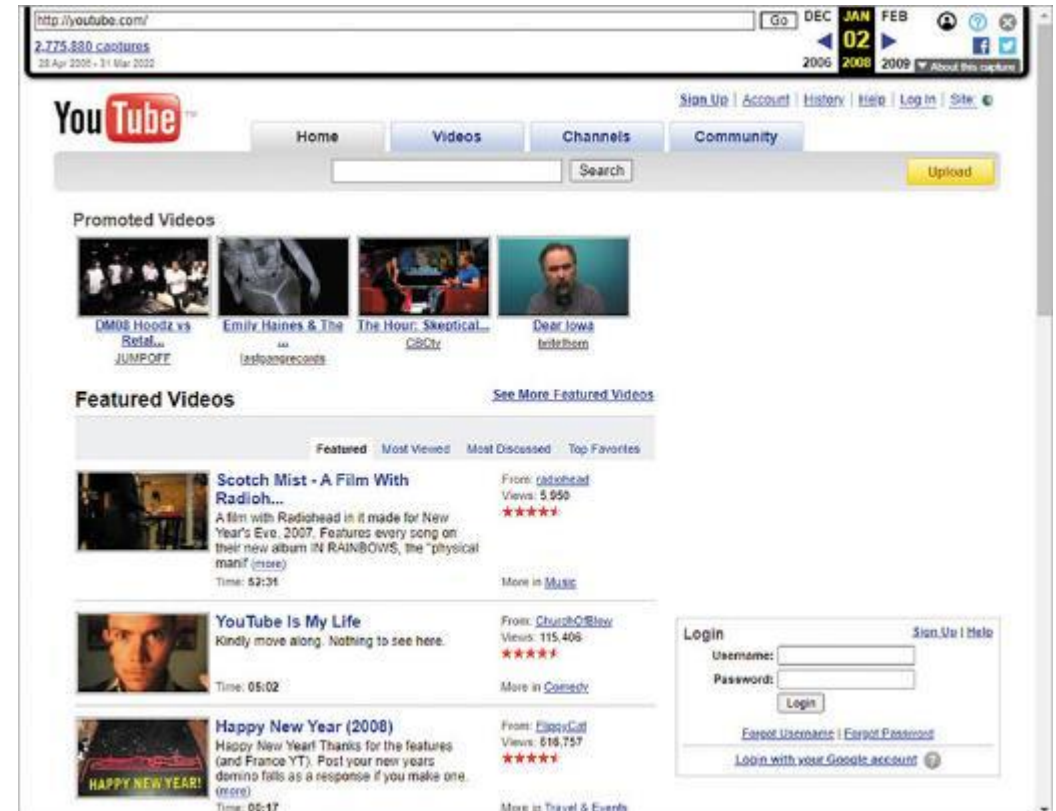 http://youtube.com/ Go DEC JAN FEB
2,775,880 captures 02
28 Apr 2005 - 31 Mar 2022 2006 2008 2009 About this capture
YouTube TM
Sign Up | Account | History | Help | Log In | Site:
Home Videos Channels Community
Search Upload
Promoted Videos
DM08 Hoodz vs Retal...
JUMPOFF
Emily Haines & The ...
lastgangrecords
The Hour: Skeptical...
CBCtv
Dear Iowa
Featured Videos See More Featured Videos
Featured Most Viewed Most Discussed Top Favorites
Scotch Mist - A Film With
Radioh...
A film with Radiohead in it made for New
Year's Eve, 2007. Features every song on
their new album IN RAINBOWS, the "physical
manif (more)
Time: 52:31
From: radiohead
Views: 5,950
More in Music
YouTube Is My Life
Kindly move along. Nothing to see here.
Time: 05:02
From: ChurchOfBlow
Views: 115,406
More in Comedy
HAPPY NEW YEAR!
Happy New Year (2008)
Happy New Year! Thanks for the features
(and France YT). Post your new years
domino falls as a response if you make one.
(more)
Time: 00:17
From: FlippyCat
Views: 616,757
More in Travel & Events
Login Sign Up | Help
Username:
Password:
Login
Forgot Username | Forgot Password
Login with your Google account ?